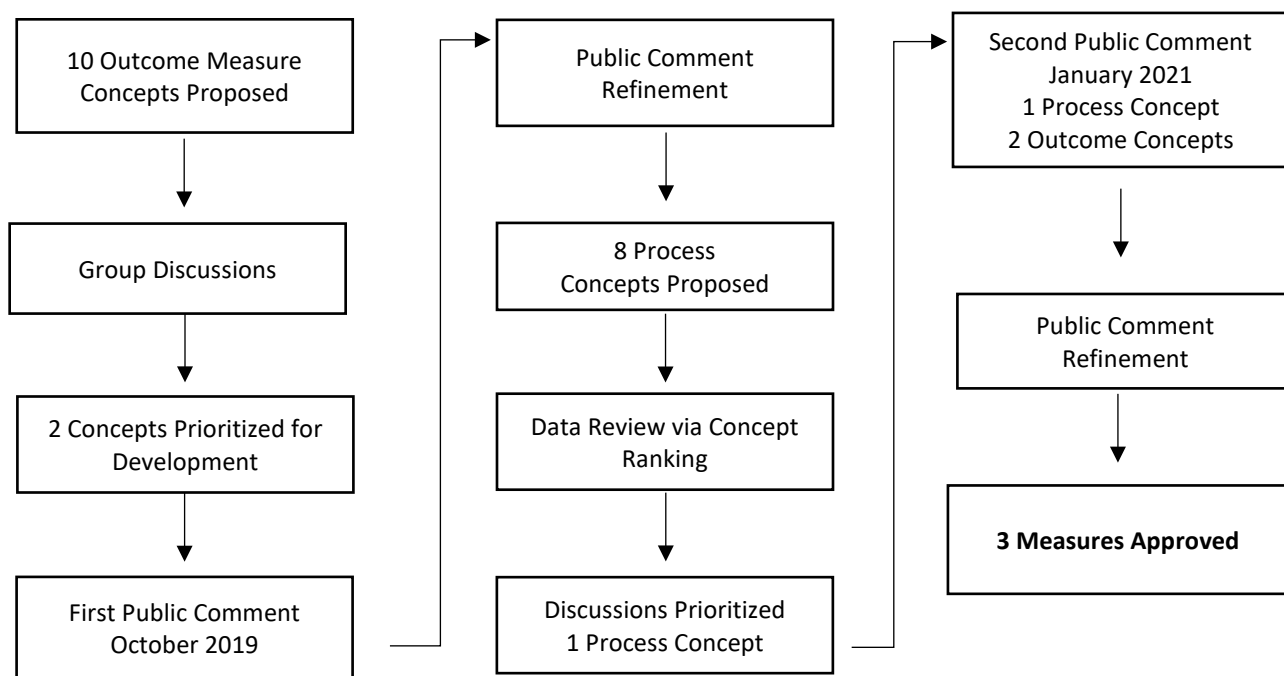 10 Outcome Measure
Concepts Proposed
Group Discussions
2 Concepts Prioritized for
Development
First Public Comment
October 2019
Public Comment
Refinement
8 Process
Concepts Proposed
Data Review via Concept
Ranking
Discussions Prioritized
1 Process Concept
Second Public Comment
January 2021
1 Process Concept
2 Outcome Concepts
Public Comment
Refinement
3 Measures Approved